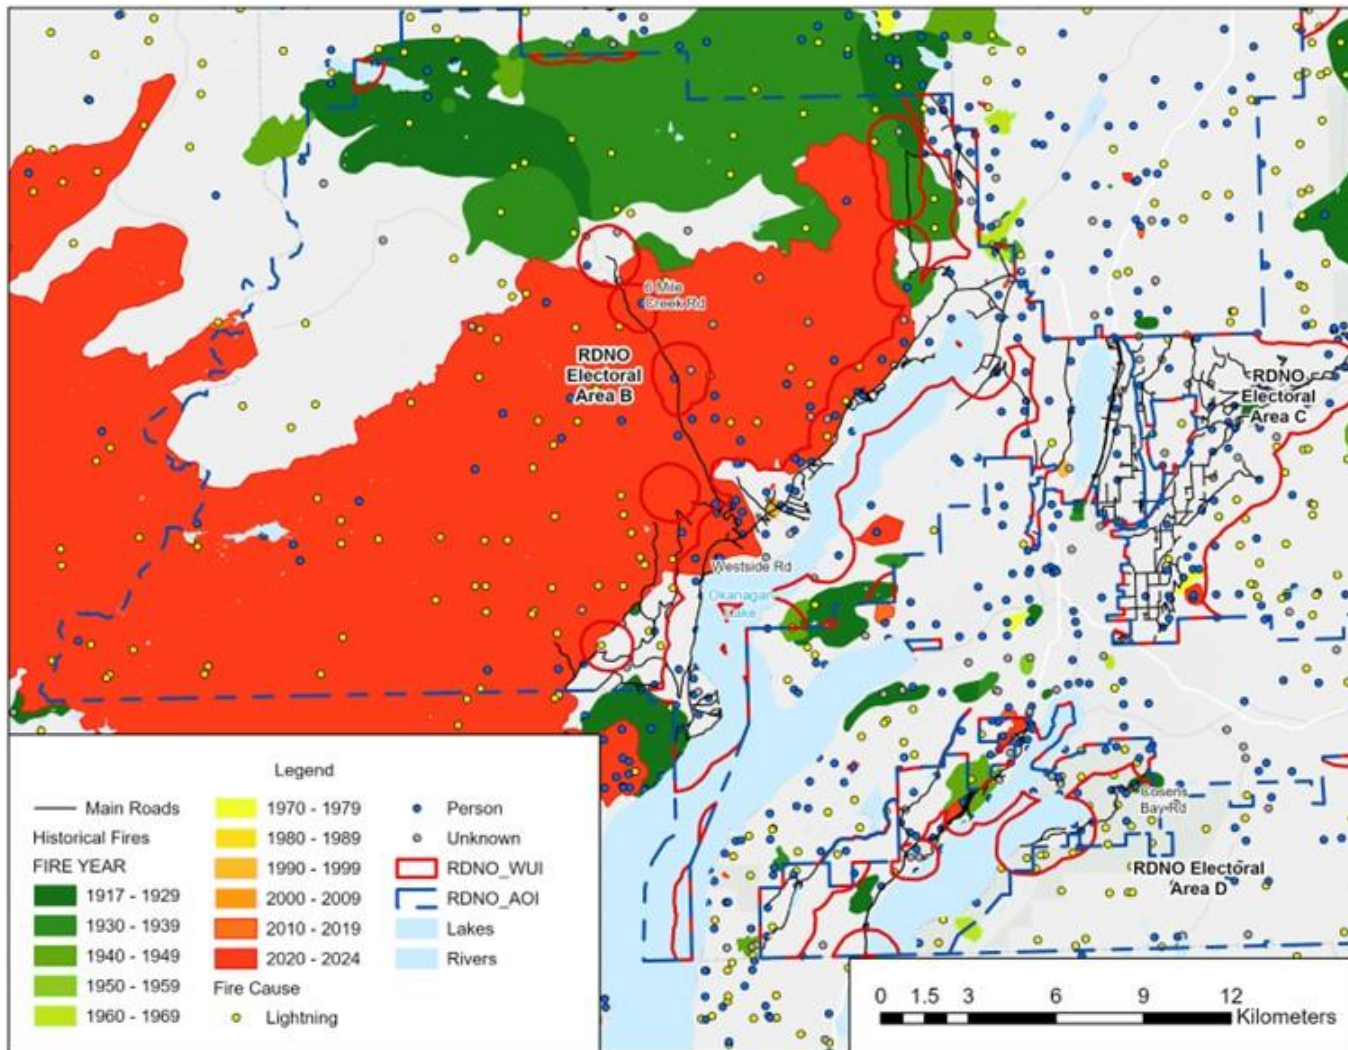 6 Mile
Creek Rd
RDNO
Electoral
Area B
RDNO
Electoral
Area C
Westside Rd
Okanagan
Lake
Cosens
Bay Rd
RDNO Electoral
Area D
Legend
Main Roads
Historical Fires
FIRE YEAR
1917 - 1929
1930 - 1939
1940 - 1949
1950 - 1959
1960 - 1969
1970 - 1979
1980 - 1989
1990 - 1999
2000 - 2009
2010 - 2019
2020 - 2024
Fire Cause
Lightning
Person
Unknown
RDNO_WUI
RDNO_AOI
Lakes
Rivers
0 1.5 3 6 9 12
Kilometers